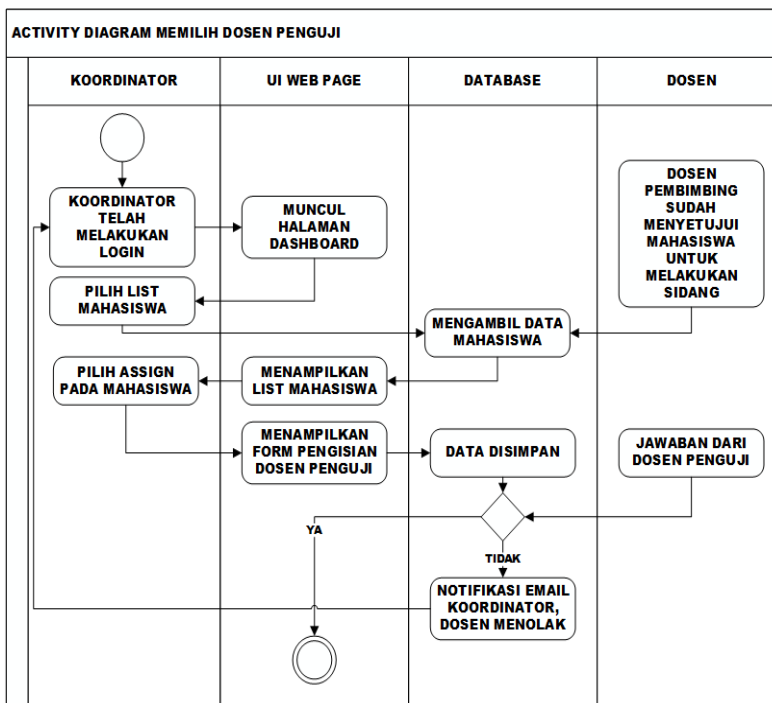 ACTIVITY DIAGRAM MEMILIH DOSEN PENGUJI
KOORDINATOR
UI WEB PAGE
DATABASE
DOSEN
KOORDINATOR
TELAH
MELAKUKAN
LOGIN
MUNCUL
HALAMAN
DASHBOARD
DOSEN
PEMBIMBING
SUDAH
MENYETUJUI
MAHASISWA
UNTUK
MELAKUKAN
SIDANG
PILIH LIST
MAHASISWA
MENGAMBIL DATA
MAHASISWA
PILIH ASSIGN
PADA MAHASISWA
MENAMPILKAN
LIST MAHASISWA
MENAMPILKAN
FORM PENGISIAN
DOSEN PENGUJI
DATA DISIMPAN
JAWABAN DARI
DOSEN PENGUJI
YA
TIDAK
NOTIFIKASI EMAIL
KOORDINATOR,
DOSEN MENOLAK